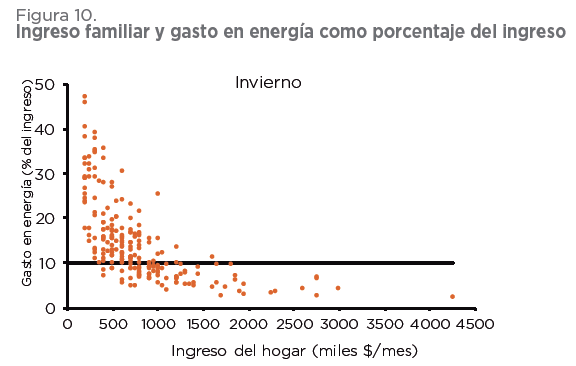 Figura 10.
Ingreso familiar y gasto en energía como porcentaje del ingreso
Invierno
Gasto en energía (% del ingreso)
50
40
30
20
10
0
0 500 1000 1500 2000 2500 3000 3500 4000 4500
Ingreso del hogar (miles $/mes)